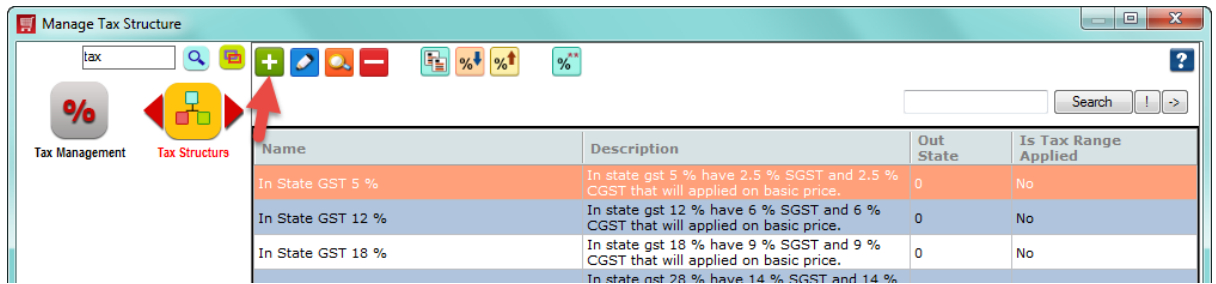 Manage Tax Structure
X
tax
%
%
%**
?
Search ! ->
%
Tax Management Tax Structurs
Name Description Out State Is Tax Range Applied
In State GST 5 % In state gst 5 % have 2.5 % SGST and 2.5 % 0 No
CGST that will applied on basic price.
In State GST 12 % In state gst 12 % have 6 % SGST and 6 % 0 No
CGST that will applied on basic price.
In State GST 18 % In state gst 18 % have 9 % SGST and 9 % 0 No
CGST that will applied on basic price.
In state gst 28 % have 14 % SGST and 14 %